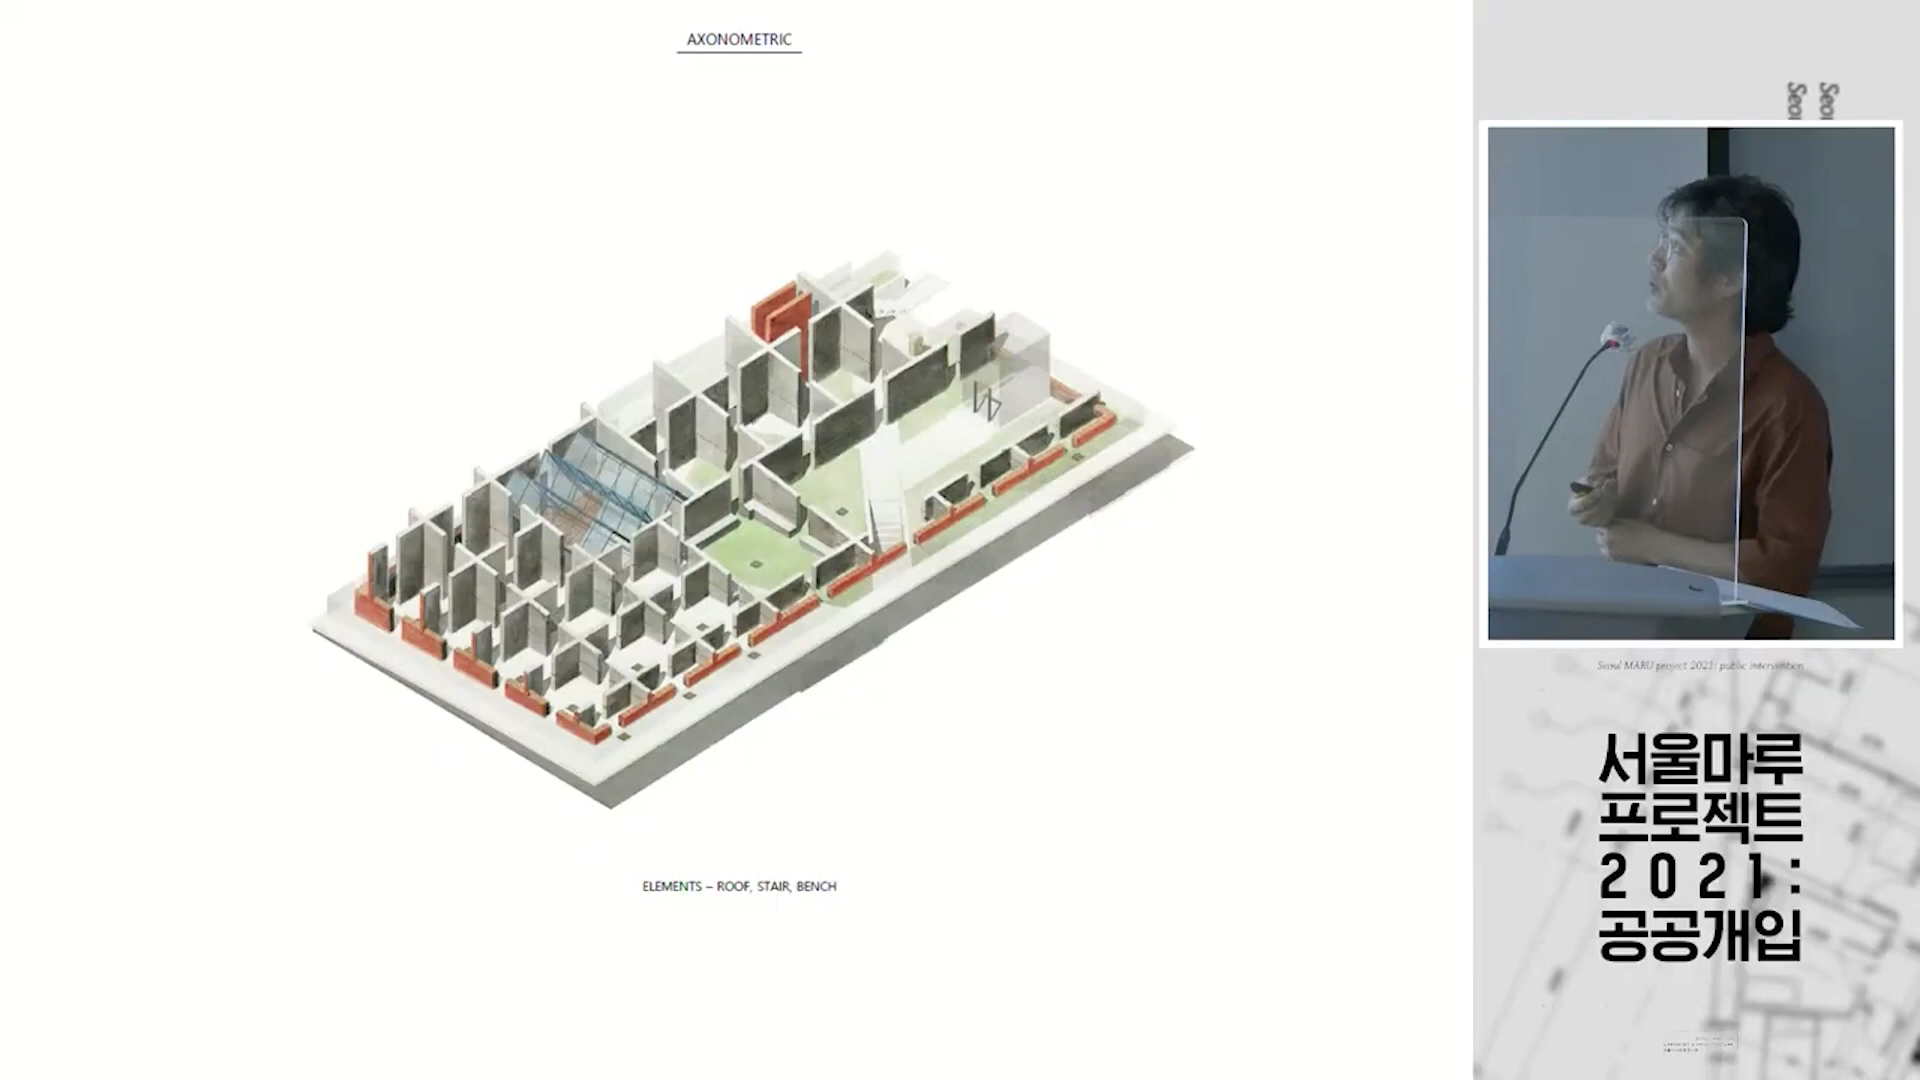 AXONOMETRIC
ELEMENTS – ROOF, STAIR, BENCH
Seoul MARU project 2021: public intervention
서울마루
프로젝트
2021:
공공개입